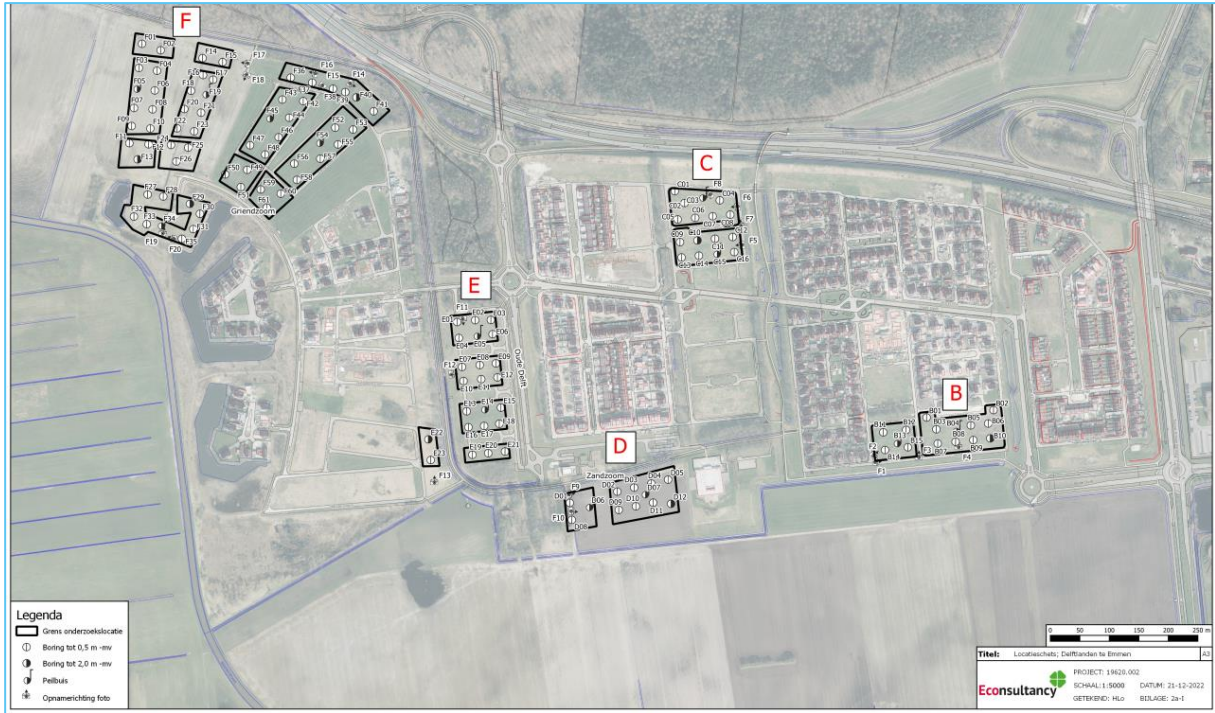 F
F01
F02
F03
F04
F05
F06
F07
F08
F09
F10
F11
F13
F14
F15
F17
F18
F16
F17
F18
F19
F20
F21
F22
F23
F24
F25
F26
F27
F28
F29
F30
F31
F32
F33
F34
F35
F19
F20
F36
F16
F15
F14
F38
F39
F40
F41
F42
F43
F44
F45
F46
F47
F48
F49
F50
F52
F53
F54
F55
F56
F57
F58
F59
F60
F61
Griendzoom
C
C01
F8
C02
C03
C04
F6
C05
C06
C07
C08
F7
C09
C10
C12
F5
C11
C13
C14
C15
C16
E
F11
E01
E02
E03
E04
E05
E06
F12
E07
E08
E09
E10
E11
E12
Oude Delft
E13
E14
E15
E16
E17
E18
E19
E20
E21
E22
E23
F13
D
Zandzoom
F9
D02
D03
D04
D05
D06
D07
F10
D08
D09
D10
D11
D12
B
B01
B02
B03
B04
B05
B06
B07
B08
B09
B10
B12
B13
B14
B15
B16
F1
F2
F3
F4
Legenda
Grens onderzoekslocatie
Boring tot 0,5 m -mv
Boring tot 2,0 m -mv
Peilbuis
Opnamerichting foto
0 50 100 150 200 250 m
Titel: Locatieschets; Delftlanden te Emmen A3
Econsultancy
PROJECT: 19620.002
SCHAAL: 1:5000 DATUM: 21-12-2022
GETEKEND: HLo BIJLAGE: 2a-I